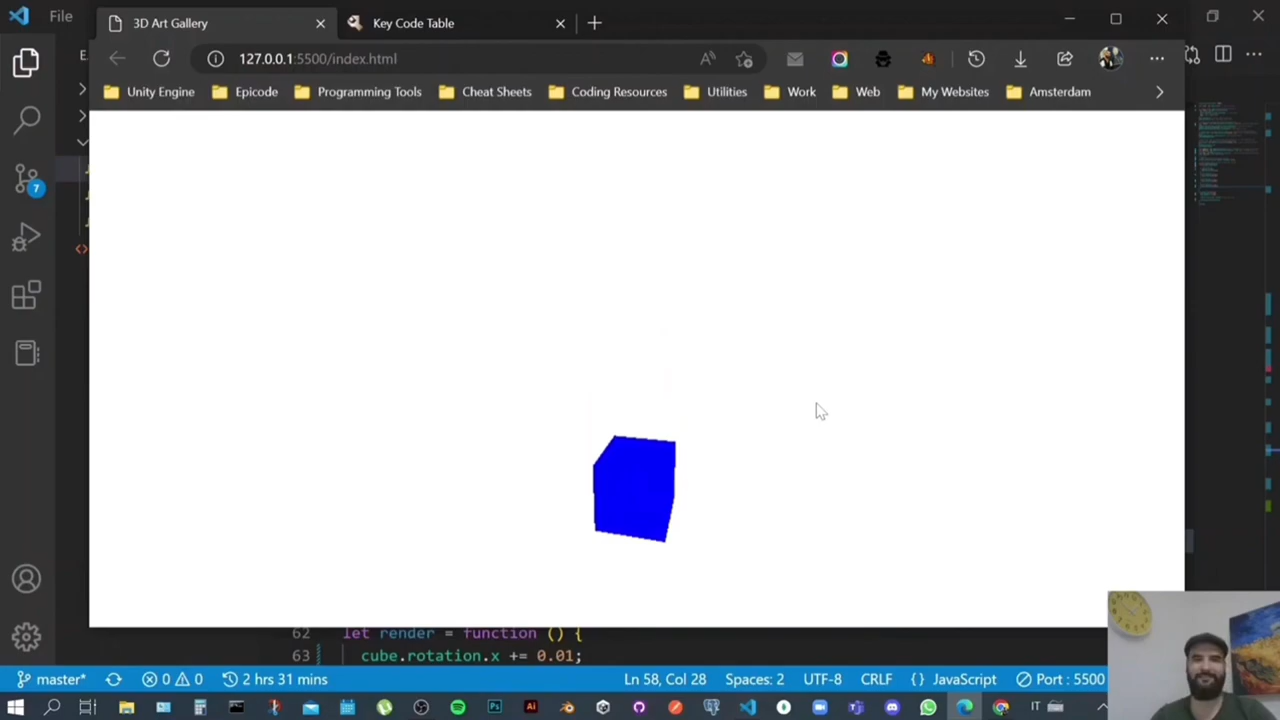 File
3D Art Gallery
Key Code Table
127.0.0.1:5500/index.html
Unity Engine
Epicode
Programming Tools
Cheat Sheets
Coding Resources
Utilities
Work
Web
My Websites
Amsterdam
7
62 let render = function () {
63 cube.rotation.x += 0.01;
master*
0
0
2 hrs 31 mins
Ln 58, Col 28
Spaces: 2
UTF-8
CRLF
{ } JavaScript
Port : 5500
Ps
Ai
IT